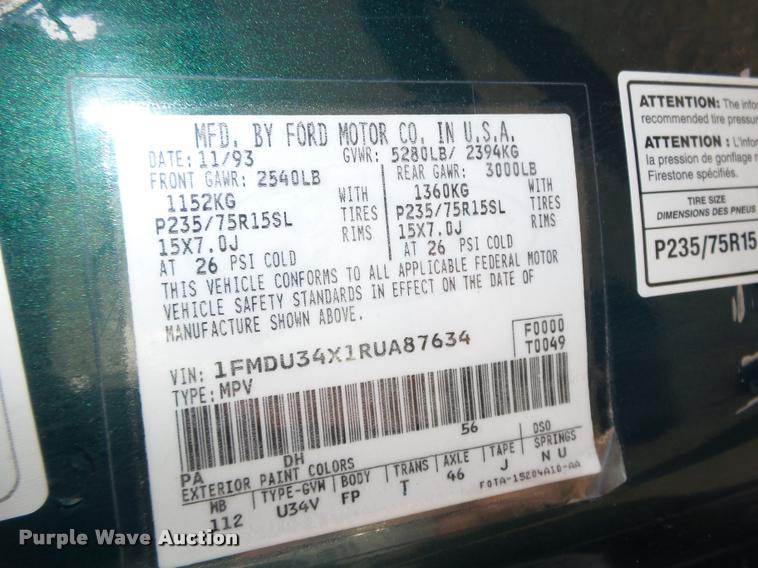 MFD. BY FORD MOTOR CO. IN U.S.A.
DATE: 11/93 GVWR: 5280LB/ 2394KG
FRONT GAWR: 2540LB REAR GAWR: 3000LB
1152KG WITH 1360KG WITH
P235/75R15SL TIRES P235/75R15SL TIRES
15X7.0J RIMS 15X7.0J RIMS
AT 26 PSI COLD AT 26 PSI COLD
THIS VEHICLE CONFORMS TO ALL APPLICABLE FEDERAL MOTOR
VEHICLE SAFETY STANDARDS IN EFFECT ON THE DATE OF
MANUFACTURE SHOWN ABOVE.
VIN: 1FMDU34X1RUA87634 F0000
TYPE: MPV T0049
PA DH 56 DSO
EXTERIOR PAINT COLORS
WB TYPE-GVM BODY TRANS AXLE TAPE SPRINGS
112 U34V FP T 46 J NU
F0TA-15204A10-AA
ATTENTION: The infor
recommended tire pressur
ATTENTION : L'inform
la pression de gonflage r
Firestone spécifiés.
TIRE SIZE
DIMENSIONS DES PNEUS
P235/75R15
Purple Wave Auction